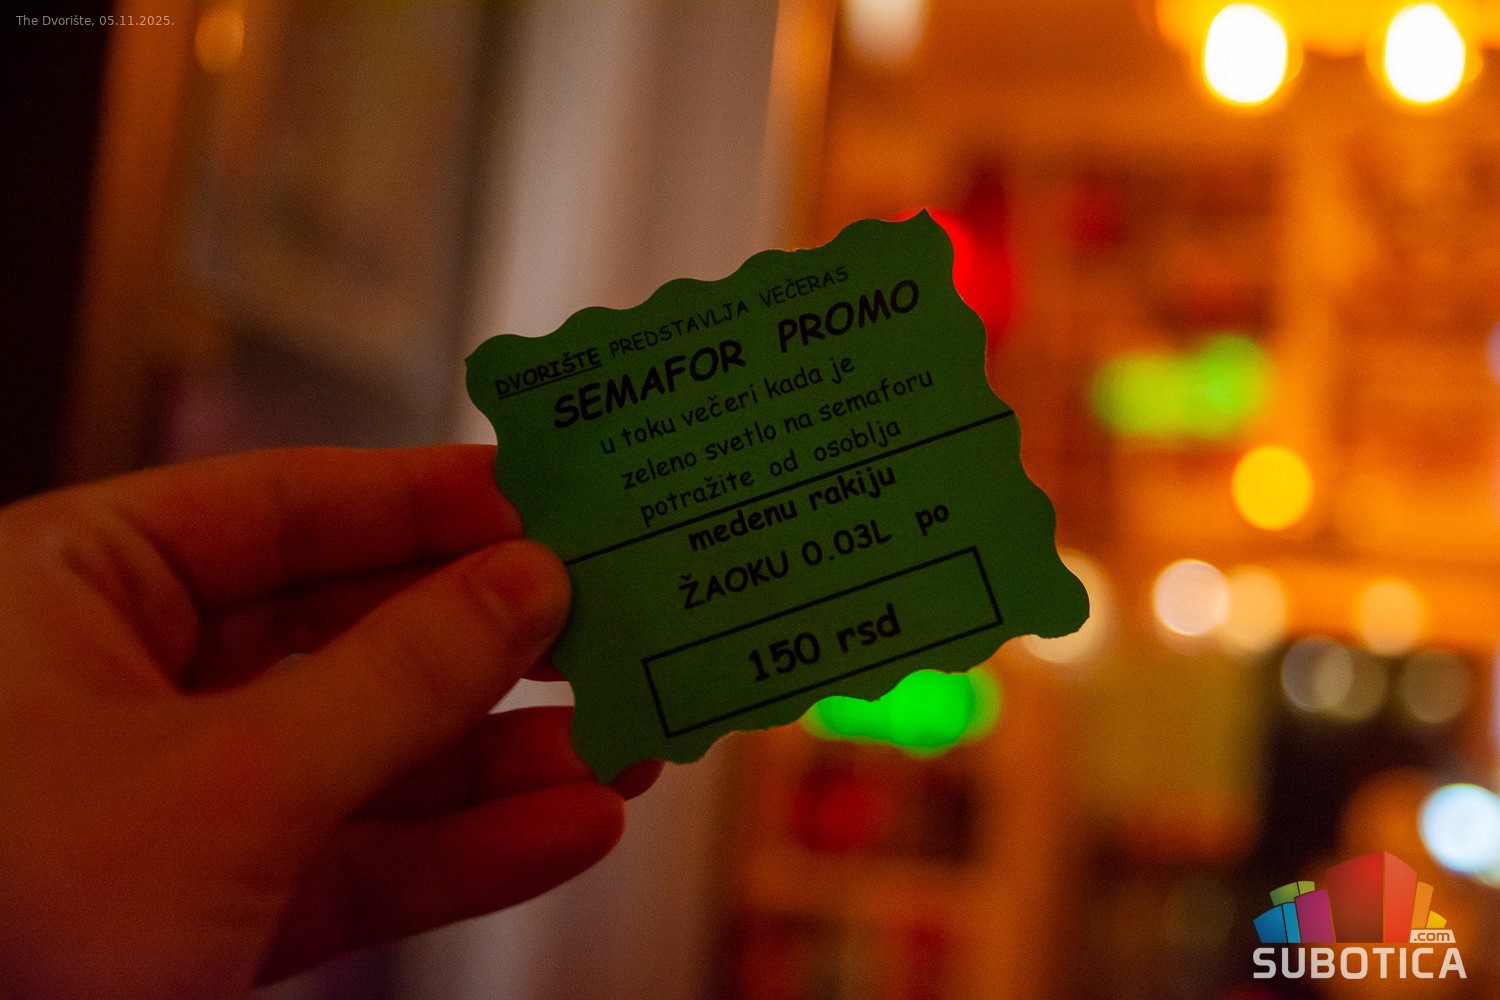 The Dvorište, 05.11.2025.
DVORIŠTE PREDSTAVLJA VEČERAS
SEMAFOR PROMO
u toku večeri kada je
zeleno svetlo na semaforu
potražite od osoblja
medenu rakiju
ŽAOKU 0.03L po
150 rsd
.com
SUBOTICA